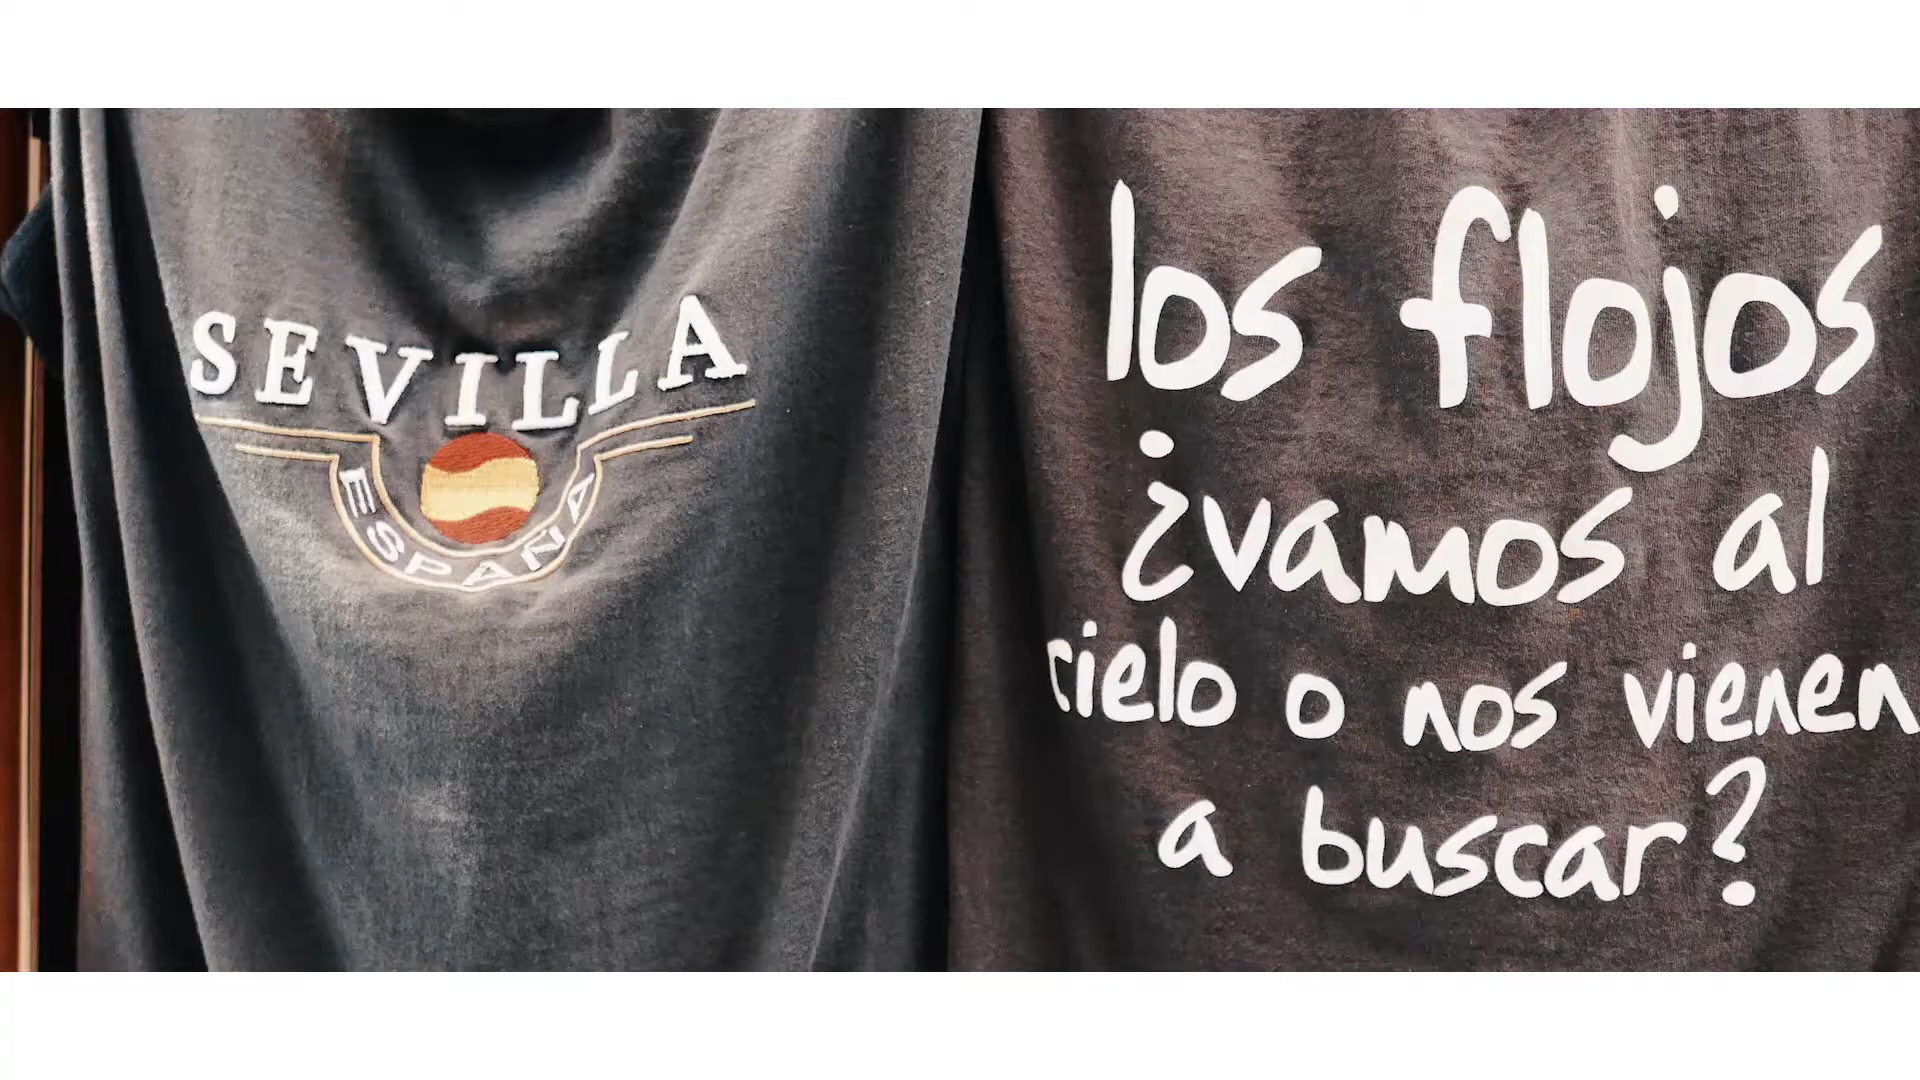 SEVILLA
ESPAÑA
los flojos
¿vamos al
cielo o nos vienen
a buscar?